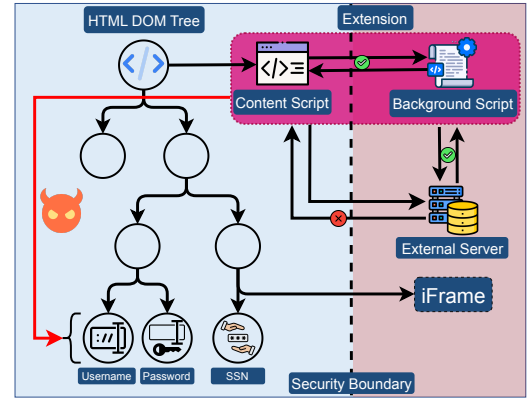 HTML DOM Tree
Extension
</>
</>
Content Script
</>
Background Script
External Server
iFrame
://
***
Username
Password
SSN
Security Boundary